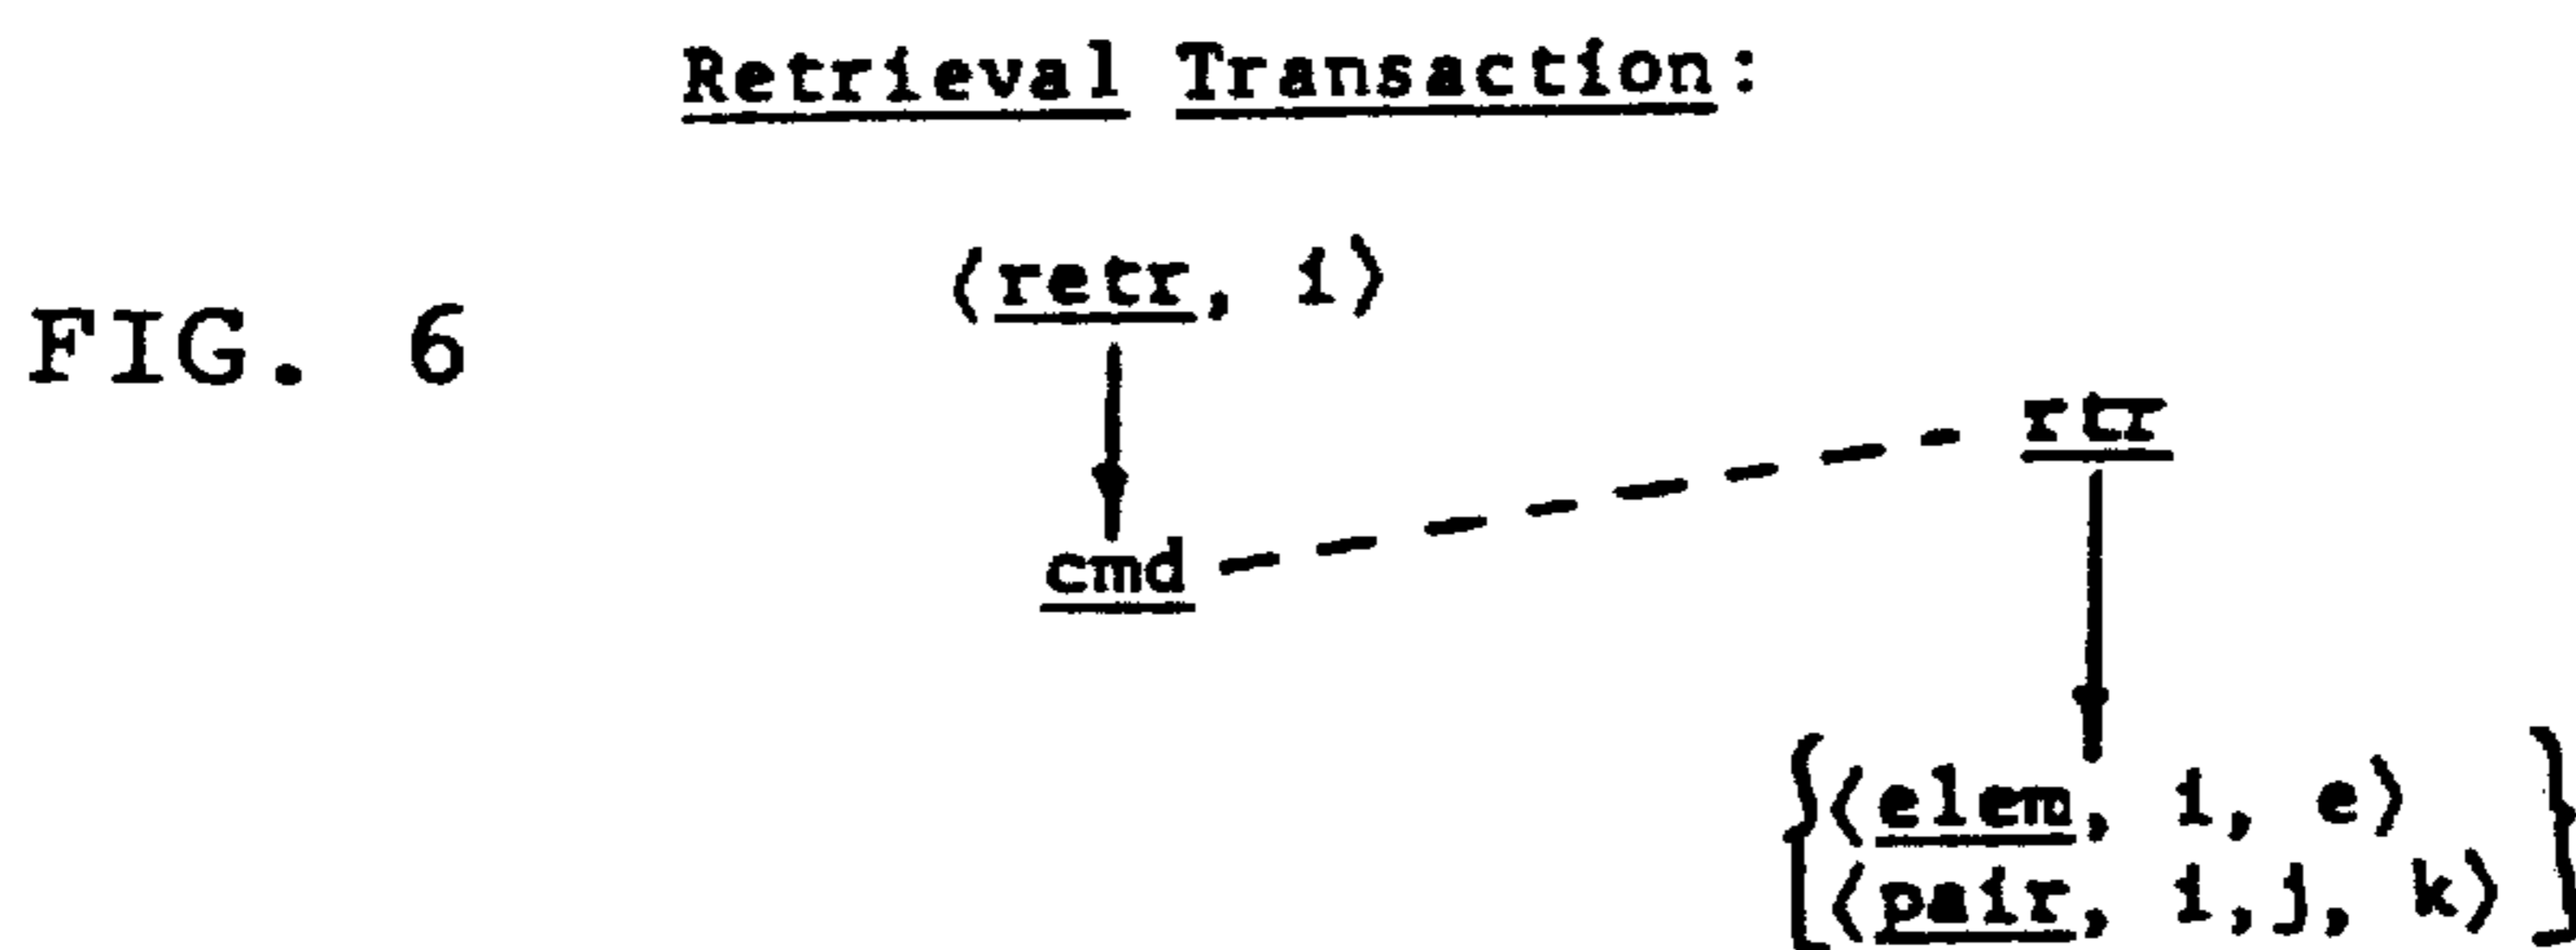 Retrieval Transaction:
⟨retr, i⟩
FIG. 6
rtr
cmd
{⟨elem, i, e⟩}
⟨pair, i,j, k⟩